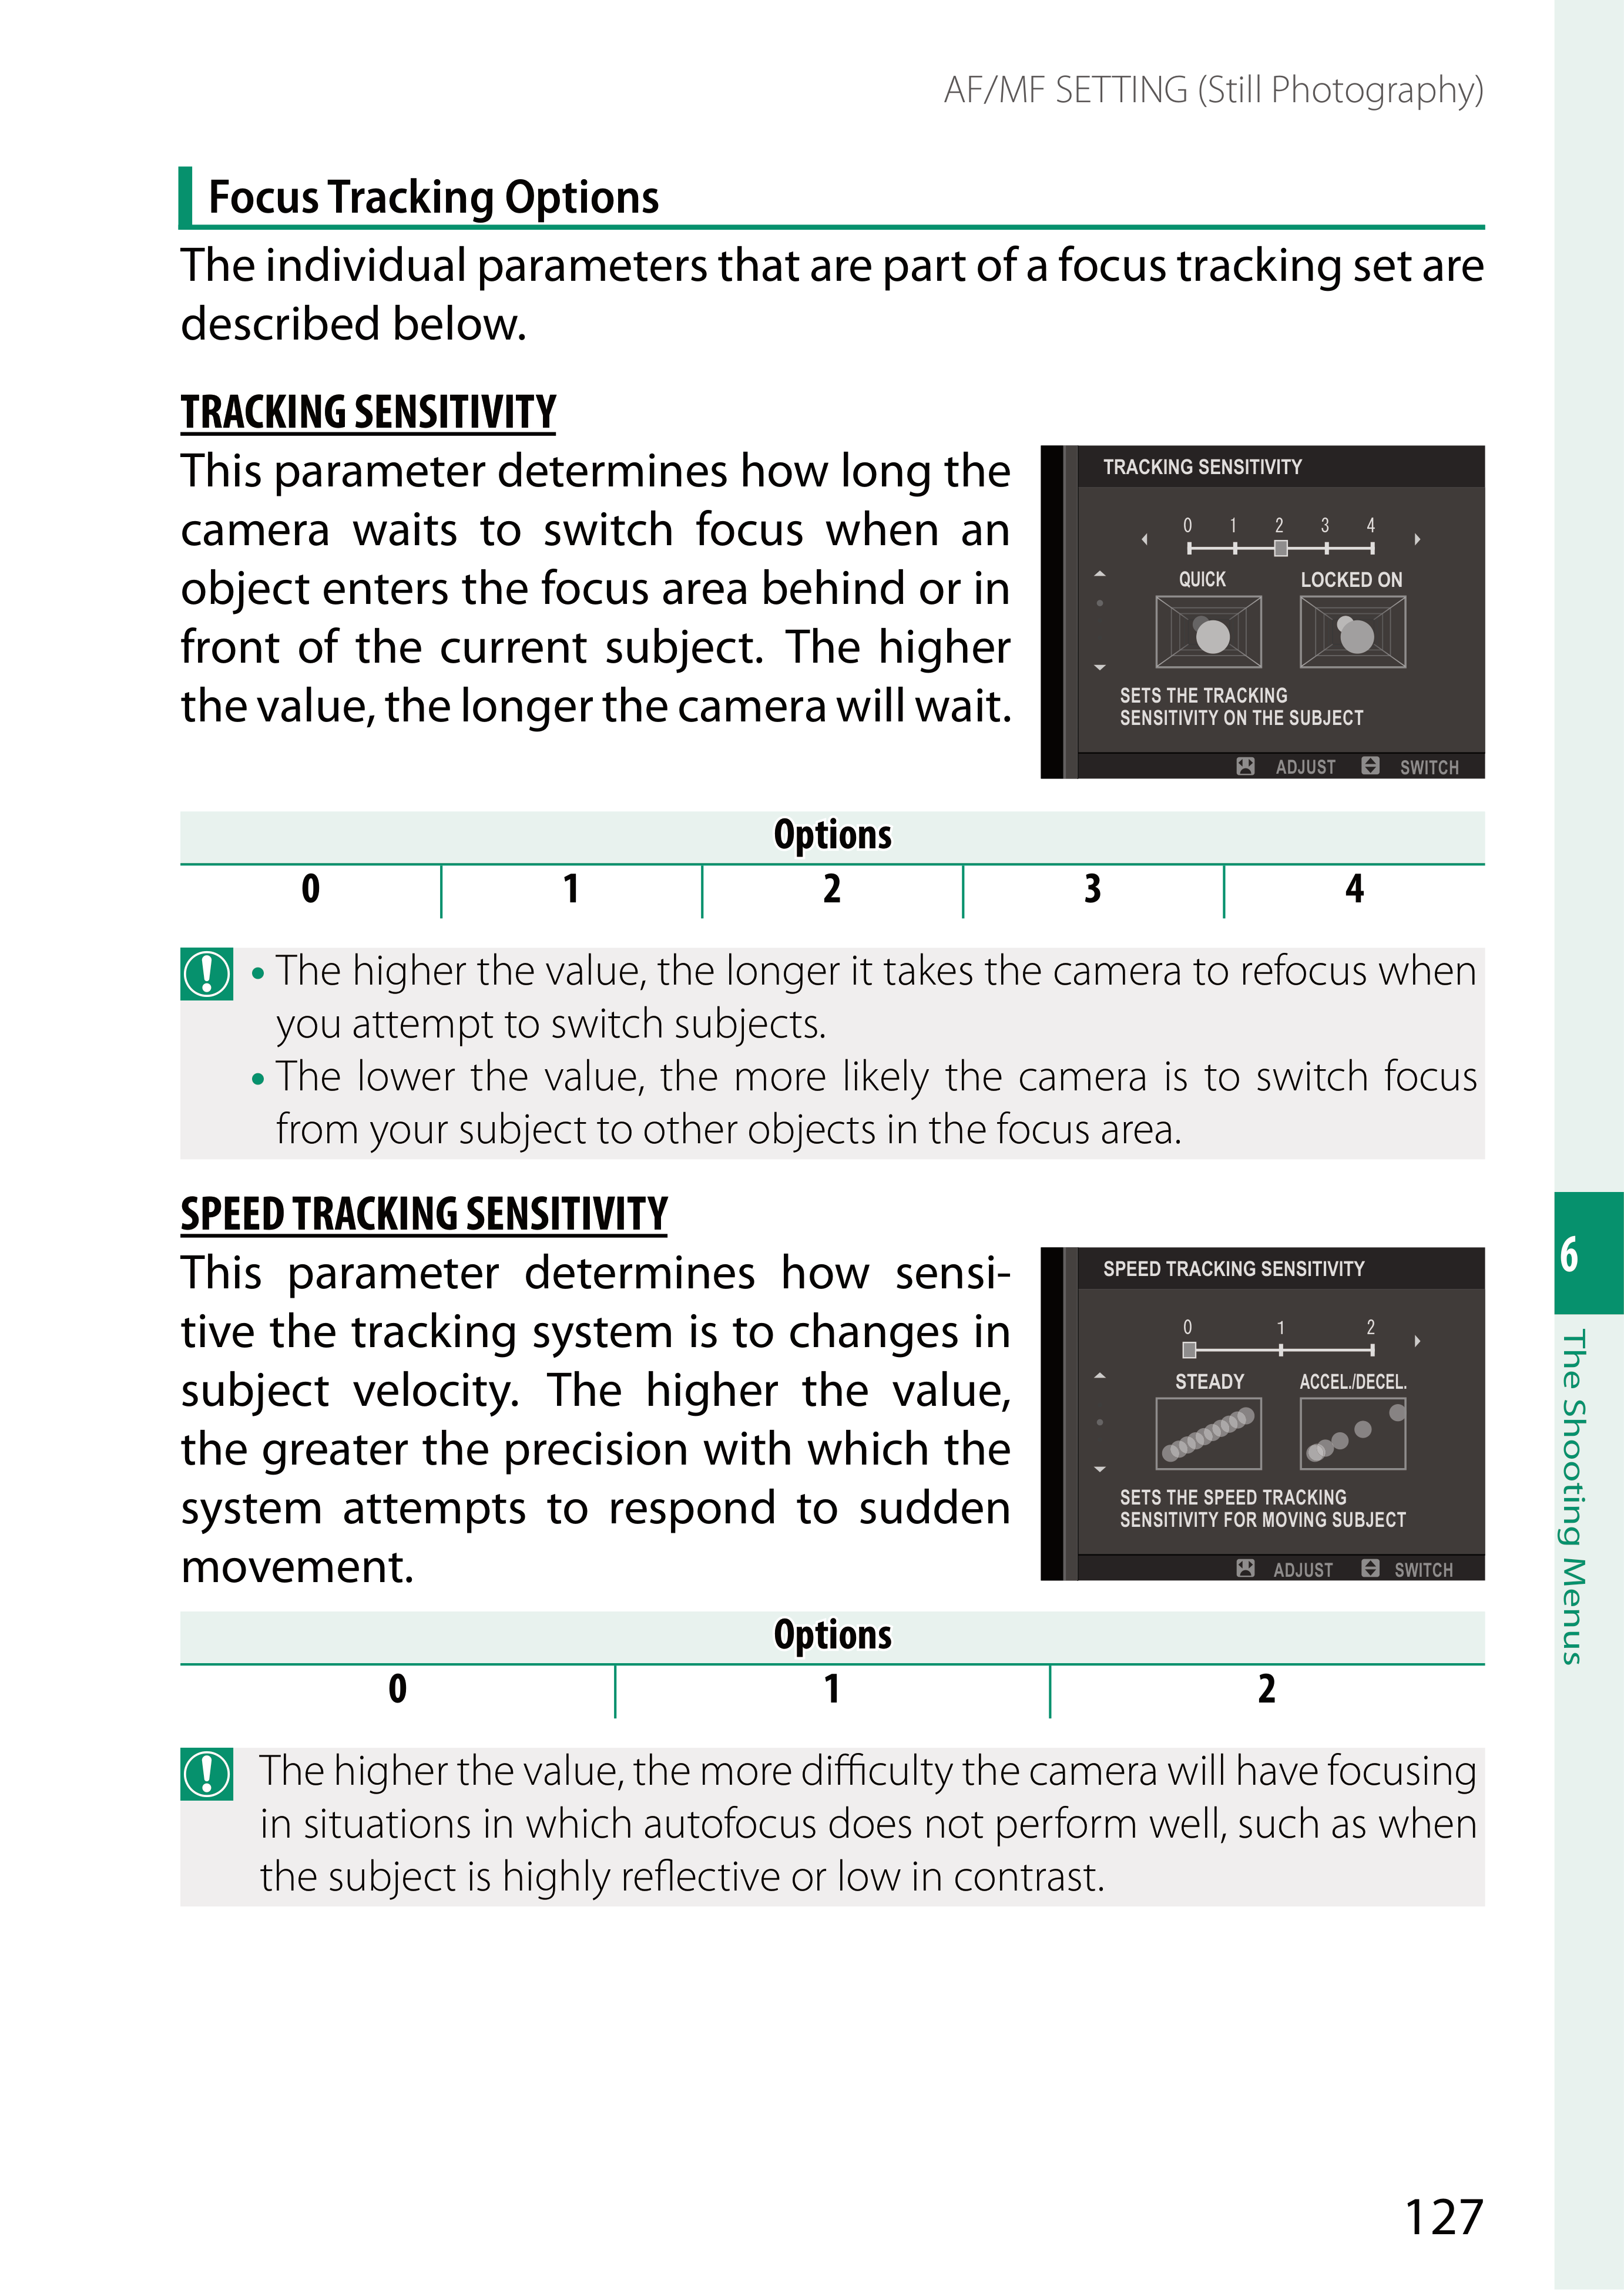 AF/MF SETTING (Still Photography)
Focus Tracking Options
The individual parameters that are part of a focus tracking set are
described below.
TRACKING SENSITIVITY
This parameter determines how long the
camera waits to switch focus when an
object enters the focus area behind or in
front of the current subject. The higher
the value, the longer the camera will wait.
TRACKING SENSITIVITY
0 1 2 3 4
QUICK LOCKED ON
SETS THE TRACKING
SENSITIVITY ON THE SUBJECT
ADJUST SWITCH
Options
0 1 2 3 4
• The higher the value, the longer it takes the camera to refocus when
you attempt to switch subjects.
• The lower the value, the more likely the camera is to switch focus
from your subject to other objects in the focus area.
SPEED TRACKING SENSITIVITY
This parameter determines how sensi-
tive the tracking system is to changes in
subject velocity. The higher the value,
the greater the precision with which the
system attempts to respond to sudden
movement.
SPEED TRACKING SENSITIVITY
0 1 2
STEADY ACCEL./DECEL.
SETS THE SPEED TRACKING
SENSITIVITY FOR MOVING SUBJECT
ADJUST SWITCH
Options
0 1 2
The higher the value, the more difficulty the camera will have focusing
in situations in which autofocus does not perform well, such as when
the subject is highly reflective or low in contrast.
6
The Shooting Menus
127